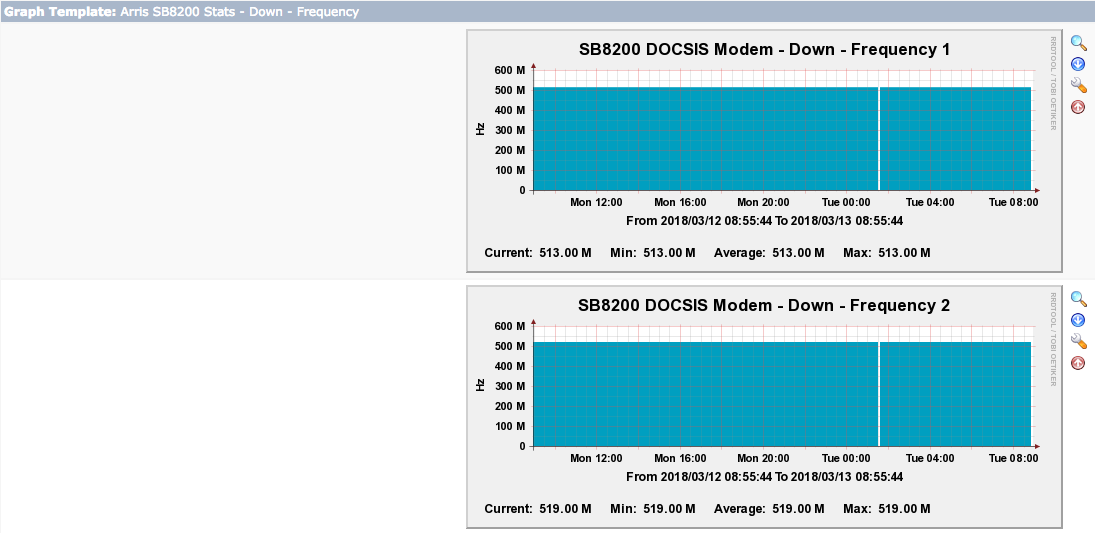 Graph Template: Arris SB8200 Stats - Down - Frequency
SB8200 DOCSIS Modem - Down - Frequency 1
RRDTOOL / TOBI OETIKER
Hz
600 M
500 M
400 M
300 M
200 M
100 M
0
Mon 12:00 Mon 16:00 Mon 20:00 Tue 00:00 Tue 04:00 Tue 08:00
From 2018/03/12 08:55:44 To 2018/03/13 08:55:44
Current: 513.00 M Min: 513.00 M Average: 513.00 M Max: 513.00 M
SB8200 DOCSIS Modem - Down - Frequency 2
RRDTOOL / TOBI OETIKER
Hz
600 M
500 M
400 M
300 M
200 M
100 M
0
Mon 12:00 Mon 16:00 Mon 20:00 Tue 00:00 Tue 04:00 Tue 08:00
From 2018/03/12 08:55:44 To 2018/03/13 08:55:44
Current: 519.00 M Min: 519.00 M Average: 519.00 M Max: 519.00 M